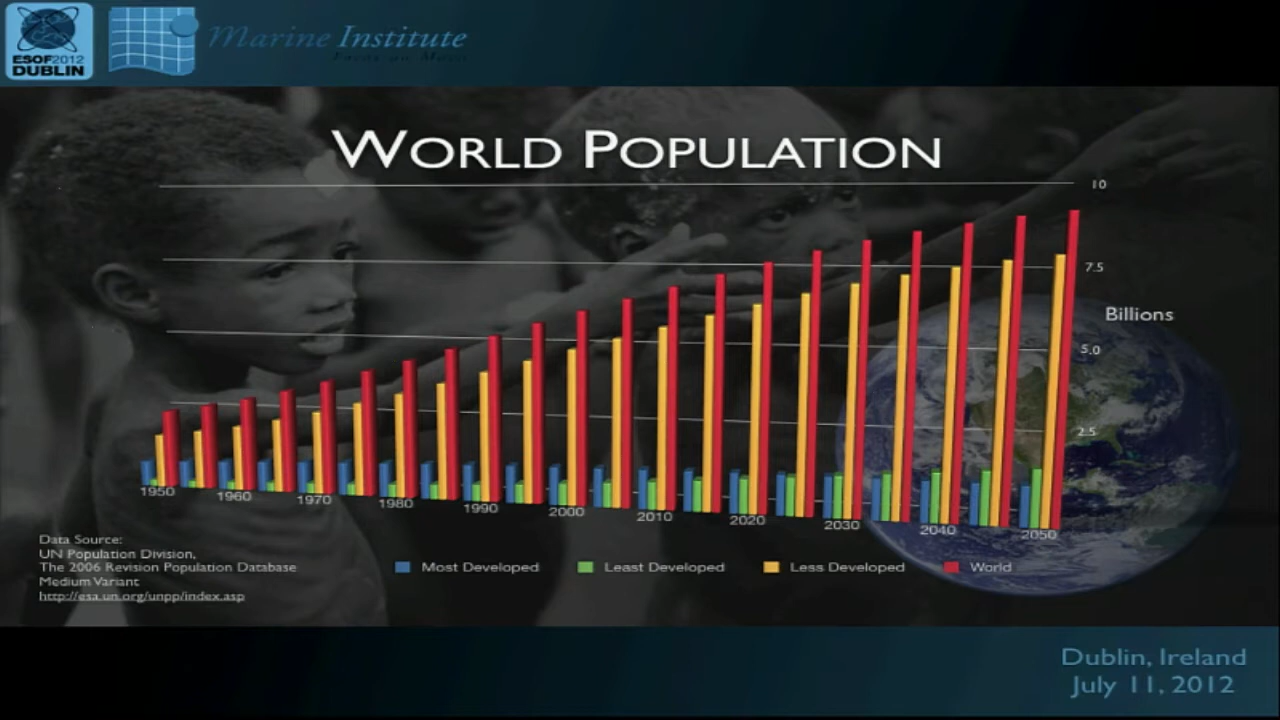 ESOF2012
DUBLIN
Marine Institute
WORLD POPULATION
10
7.5
Billions
5.0
2.5
1950 1960 1970 1980 1990 2000 2010 2020 2030 2040 2050
Data Source:
UN Population Division,
The 2006 Revision Population Database
Medium Variant
http://esa.un.org/unpp/index.asp
Most Developed Least Developed Less Developed World
Dublin, Ireland
July 11, 2012